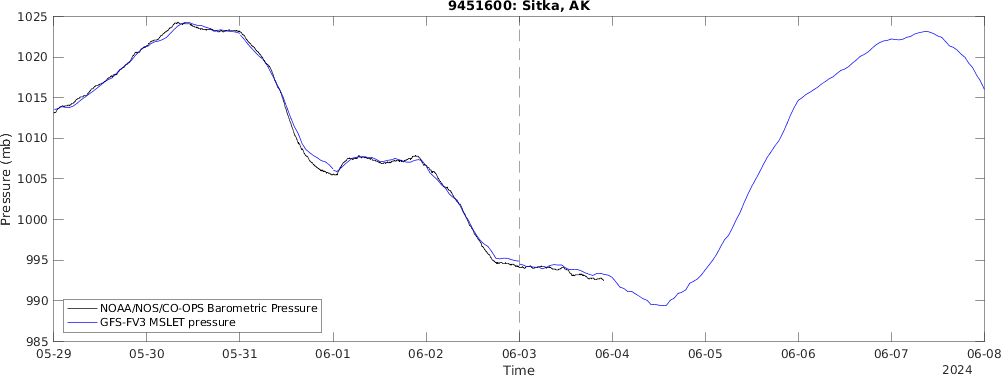 9451600: Sitka, AK
1025
1020
1015
1010
1005
1000
995
990
985
Pressure (mb)
NOAA/NOS/CO-OPS Barometric Pressure
GFS-FV3 MSLET pressure
05-29 05-30 05-31 06-01 06-02 06-03 06-04 06-05 06-06 06-07 06-08
Time
2024